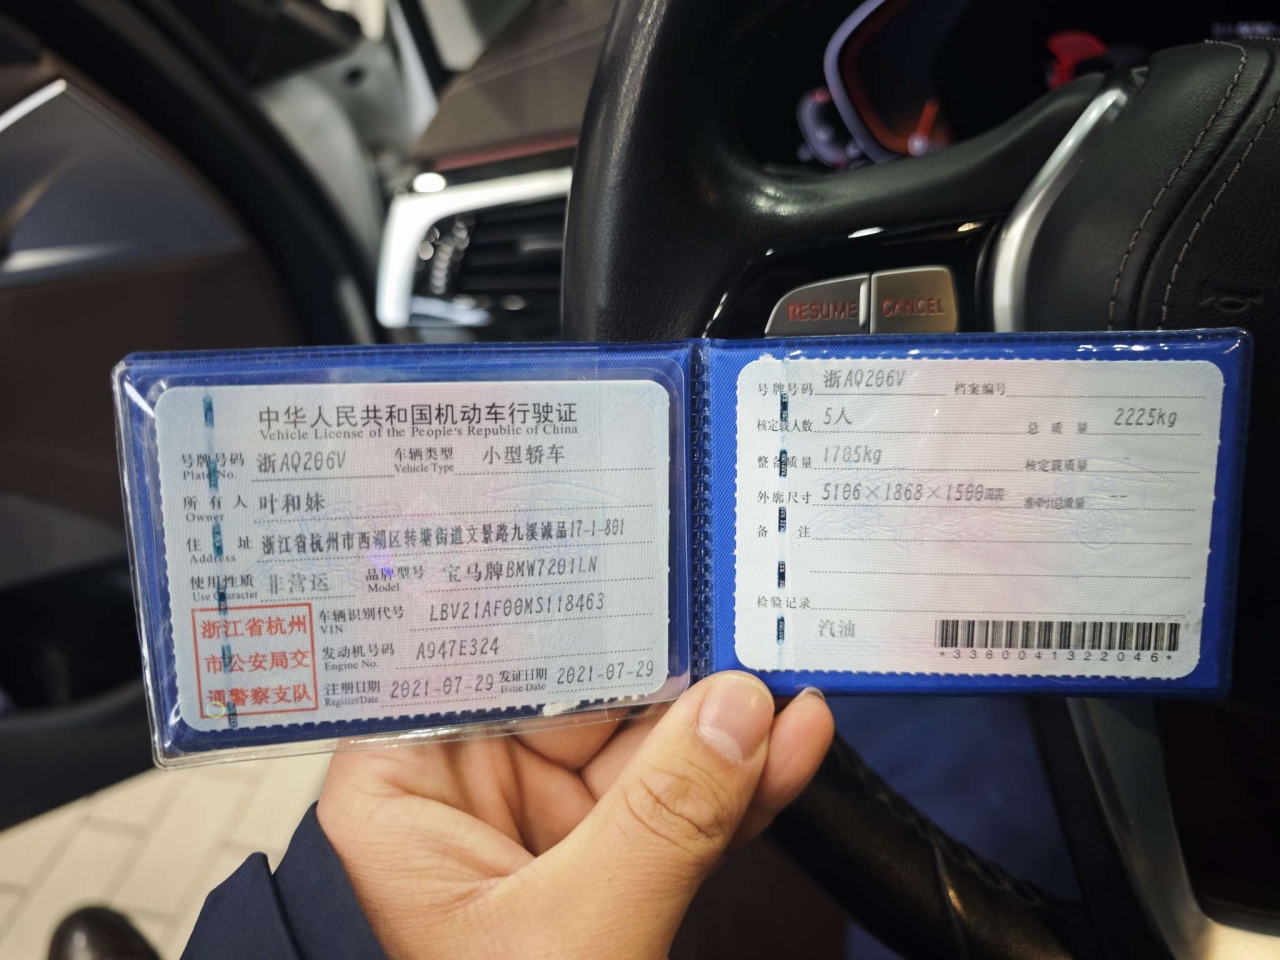 RESUME CANCEL
中华人民共和国机动车行驶证
Vehicle License of the People's Republic of China
号牌号码 浙AQ206V 车辆类型 小型轿车
Plate No. Vehicle Type
所有人 叶和妹
Owner
住址 浙江省杭州市西湖区转塘街道文景路九溪诚品17-1-801
Address
使用性质 非营运 品牌型号 宝马牌BMW7201LN
Use Character Model
浙江省杭州
市公安局交
通警察支队
车辆识别代号 LBV21AF00MS118463
VIN
发动机号码 A947E324
Engine No.
注册日期 2021-07-29 发证日期 2021-07-29
Register Date Issue Date
号牌号码 浙AQ206V 档案编号
核定载人数 5人 总质量 2225kg
整备质量 1705kg 核定载质量 -
外廓尺寸 5106×1868×1500mm 准牵引总质量 --
备注
检验记录
汽油
*3360041322046*